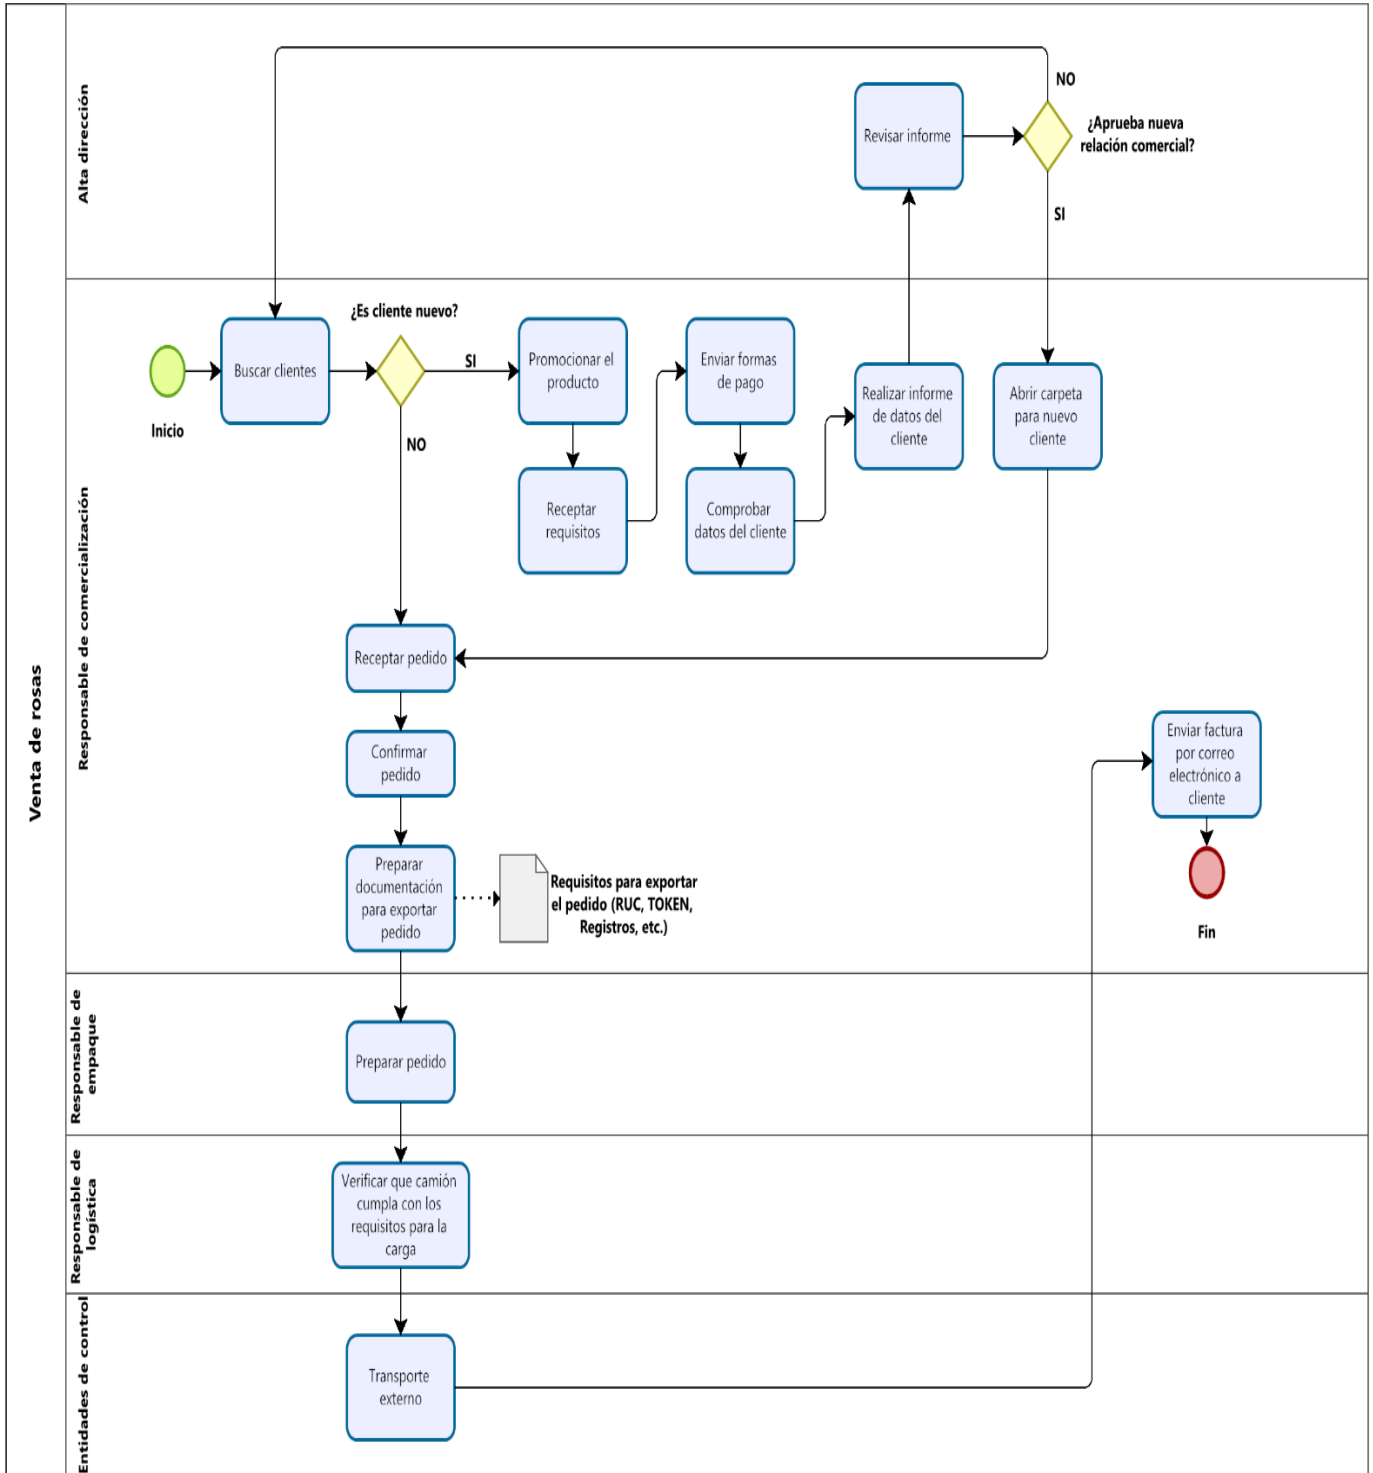 Venta de rosas
Alta dirección
NO
Revisar informe
¿Aprueba nueva
relación comercial?
SI
Responsable de comercialización
Inicio
Buscar clientes
¿Es cliente nuevo?
SI
NO
Promocionar el
producto
Receptar
requisitos
Enviar formas
de pago
Comprobar
datos del cliente
Realizar informe
de datos del
cliente
Abrir carpeta
para nuevo
cliente
Receptar pedido
Confirmar
pedido
Preparar
documentación
para exportar
pedido
Requisitos para exportar
el pedido (RUC, TOKEN,
Registros, etc.)
Enviar factura
por correo
electrónico a
cliente
Fin
Responsable de
empaque
Preparar pedido
Responsable de
logística
Verificar que camión
cumpla con los
requisitos para la
carga
Entidades de control
Transporte
externo